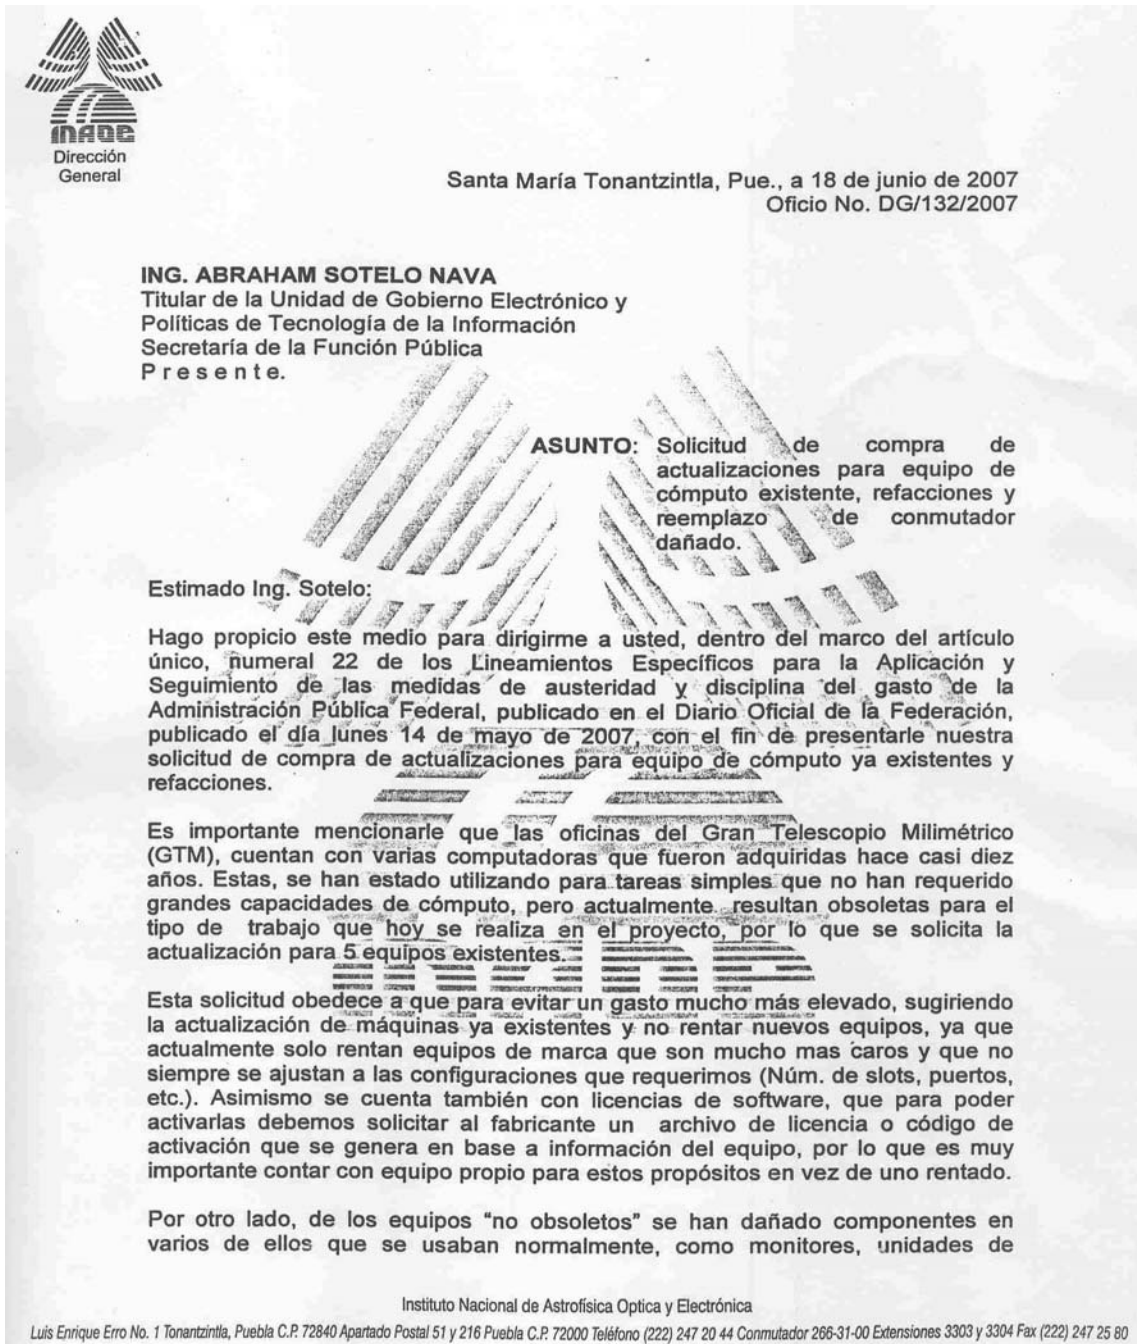 INAOE
Dirección
General
Santa María Tonantzintla, Pue., a 18 de junio de 2007
Oficio No. DG/132/2007
ING. ABRAHAM SOTELO NAVA
Titular de la Unidad de Gobierno Electrónico y
Políticas de Tecnología de la Información
Secretaría de la Función Pública
P r e s e n t e.
ASUNTO: Solicitud de compra de
actualizaciones para equipo de
cómputo existente, refacciones y
reemplazo de conmutador
dañado.
Estimado Ing. Sotelo:
Hago propicio este medio para dirigirme a usted, dentro del marco del artículo
único, numeral 22 de los Lineamientos Específicos para la Aplicación y
Seguimiento de las medidas de austeridad y disciplina del gasto de la
Administración Pública Federal, publicado en el Diario Oficial de la Federación,
publicado el día lunes 14 de mayo de 2007, con el fin de presentarle nuestra
solicitud de compra de actualizaciones para equipo de cómputo ya existentes y
refacciones.
Es importante mencionarle que las oficinas del Gran Telescopio Milimétrico
(GTM), cuentan con varias computadoras que fueron adquiridas hace casi diez
años. Estas, se han estado utilizando para tareas simples que no han requerido
grandes capacidades de cómputo, pero actualmente resultan obsoletas para el
tipo de trabajo que hoy se realiza en el proyecto, por lo que se solicita la
actualización para 5 equipos existentes.
INAOE
Esta solicitud obedece a que para evitar un gasto mucho más elevado, sugiriendo
la actualización de máquinas ya existentes y no rentar nuevos equipos, ya que
actualmente solo rentan equipos de marca que son mucho mas caros y que no
siempre se ajustan a las configuraciones que requerimos (Núm. de slots, puertos,
etc.). Asimismo se cuenta también con licencias de software, que para poder
activarlas debemos solicitar al fabricante un archivo de licencia o código de
activación que se genera en base a información del equipo, por lo que es muy
importante contar con equipo propio para estos propósitos en vez de uno rentado.
Por otro lado, de los equipos "no obsoletos" se han dañado componentes en
varios de ellos que se usaban normalmente, como monitores, unidades de
Instituto Nacional de Astrofísica Optica y Electrónica
Luis Enrique Erro No. 1 Tonantzintla, Puebla C.P. 72840 Apartado Postal 51 y 216 Puebla C.P. 72000 Teléfono (222) 247 20 44 Conmutador 266-31-00 Extensiones 3303 y 3304 Fax (222) 247 25 80